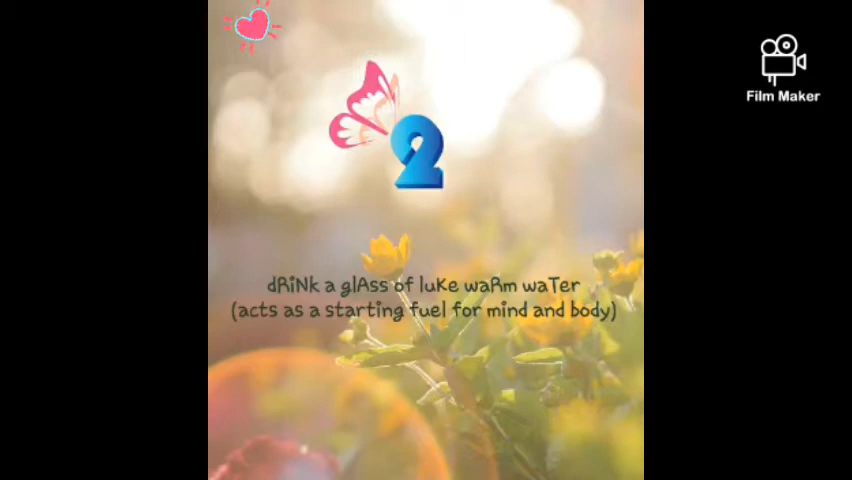 2
Film Maker
dRiNk a glAss of luKe waRm waTer
(acts as a starting fuel for mind and body)